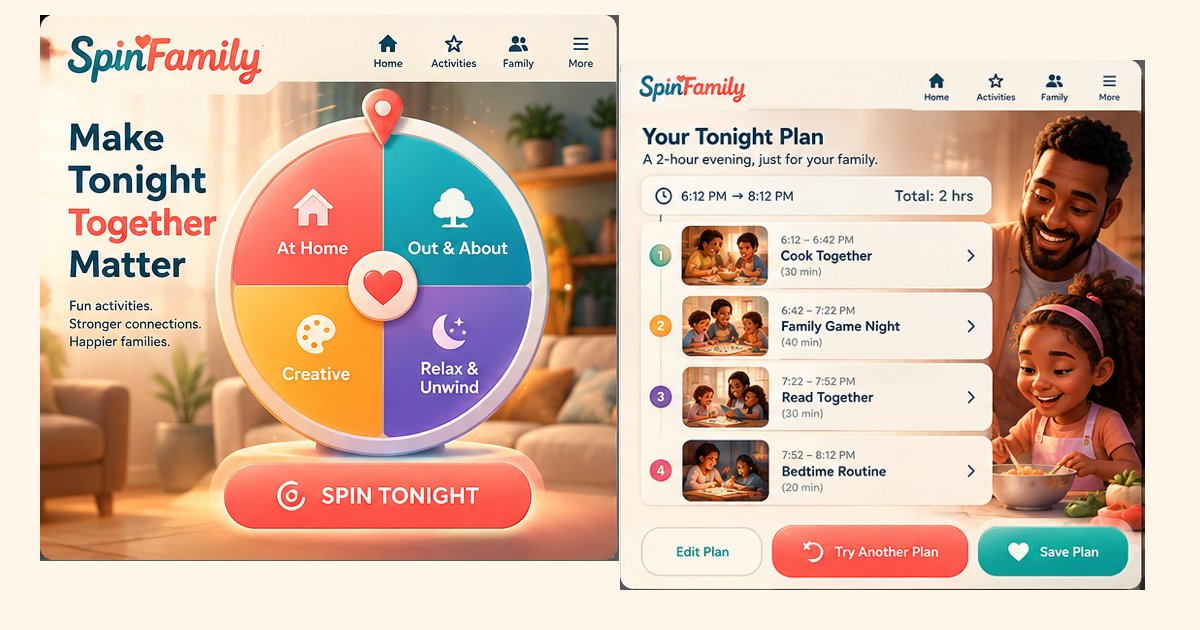 SpinFamily
Home
Activities
Family
More
Make
Tonight
Together
Matter
Fun activities.
Stronger connections.
Happier families.
At Home
Out & About
Creative
Relax &
Unwind
SPIN TONIGHT
SpinFamily
Home
Activities
Family
More
Your Tonight Plan
A 2-hour evening, just for your family.
6:12 PM → 8:12 PM
Total: 2 hrs
1
6:12 – 6:42 PM
Cook Together
(30 min)
2
6:42 – 7:22 PM
Family Game Night
(40 min)
3
7:22 – 7:52 PM
Read Together
(30 min)
4
7:52 – 8:12 PM
Bedtime Routine
(20 min)
Edit Plan
Try Another Plan
Save Plan